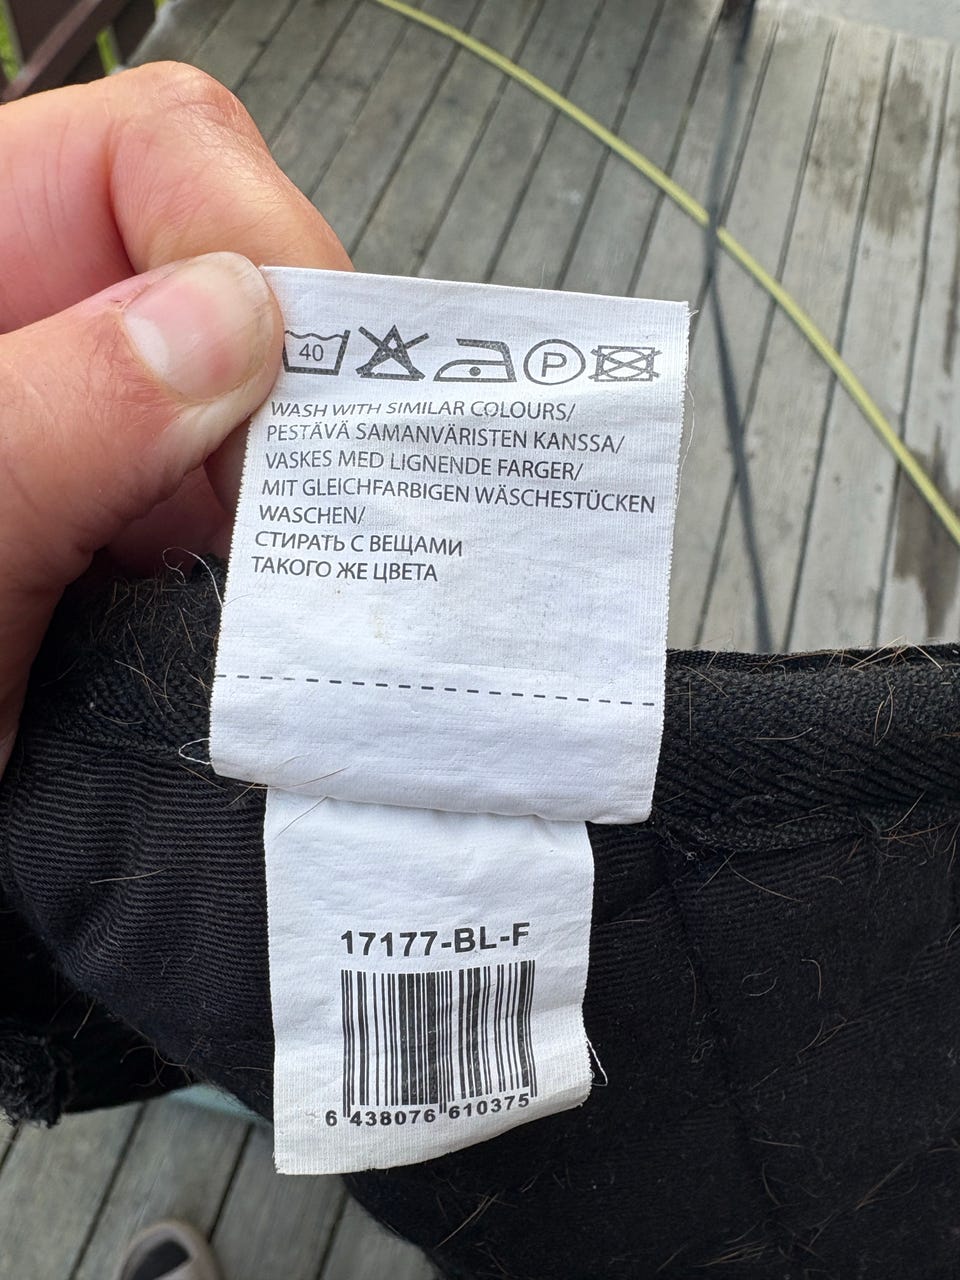 40 P
WASH WITH SIMILAR COLOURS/
PESTÄVÄ SAMANVÄRISTEN KANSSA/
VASKES MED LIGNENDE FARGER/
MIT GLEICHFARBIGEN WÄSCHESTÜCKEN
WASCHEN/
СТИРАТЬ С ВЕЩАМИ
ТАКОГО ЖЕ ЦВЕТА
17177-BL-F
6 438076 610375